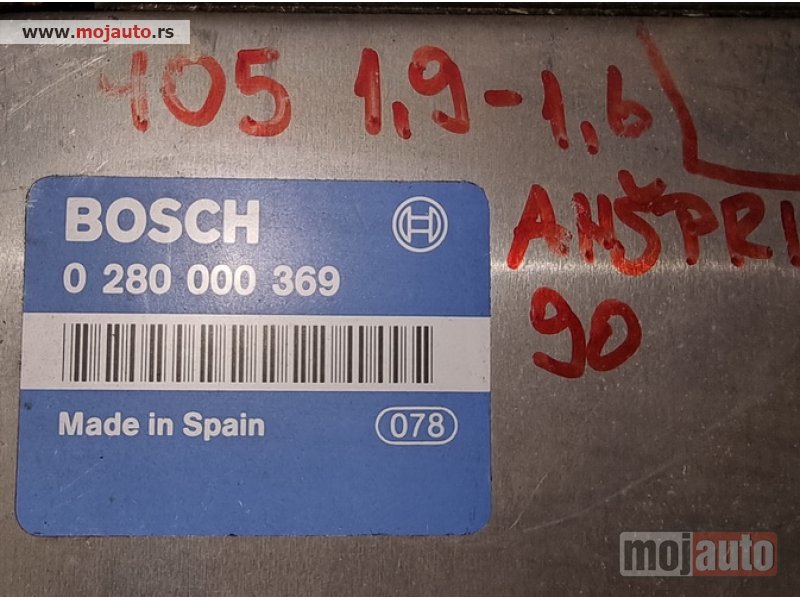 www.mojauto.rs
405 1,9-1,6
BOSCH
0 280 000 369
ANŠPRI
90
Made in Spain
078
mojauto